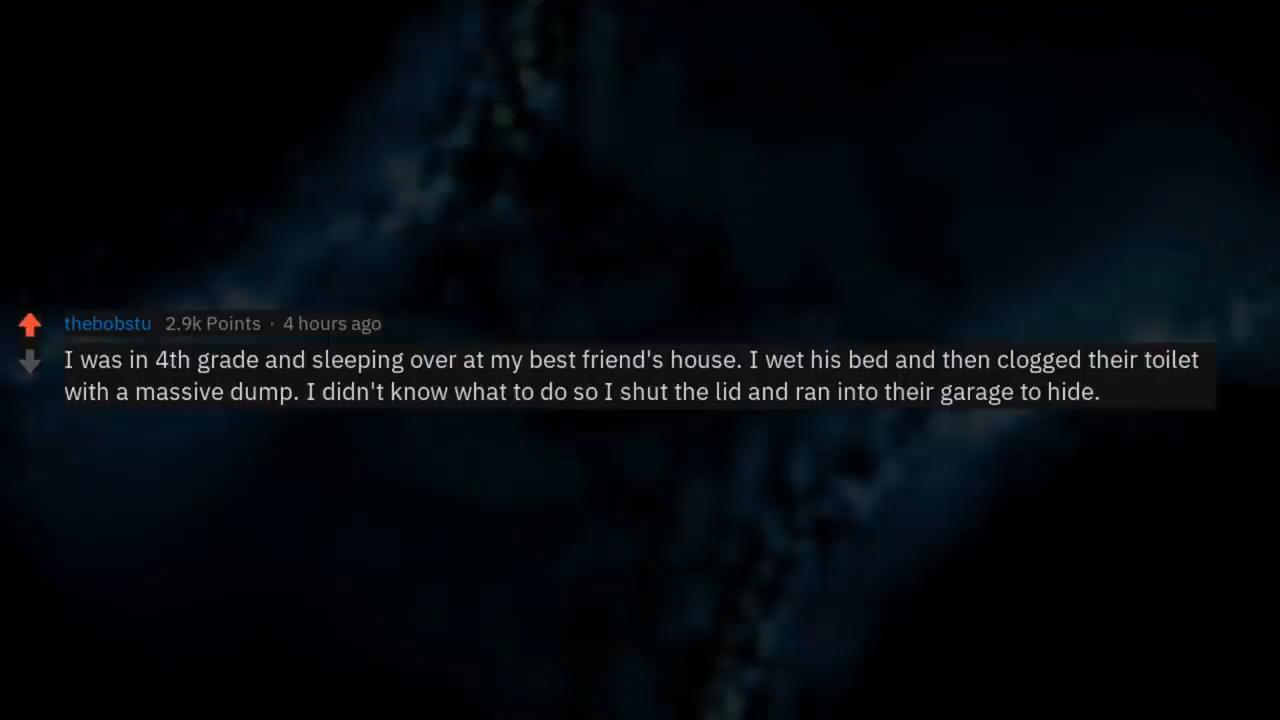 thebobstu 2.9k Points · 4 hours ago
I was in 4th grade and sleeping over at my best friend's house. I wet his bed and then clogged their toilet
with a massive dump. I didn't know what to do so I shut the lid and ran into their garage to hide.